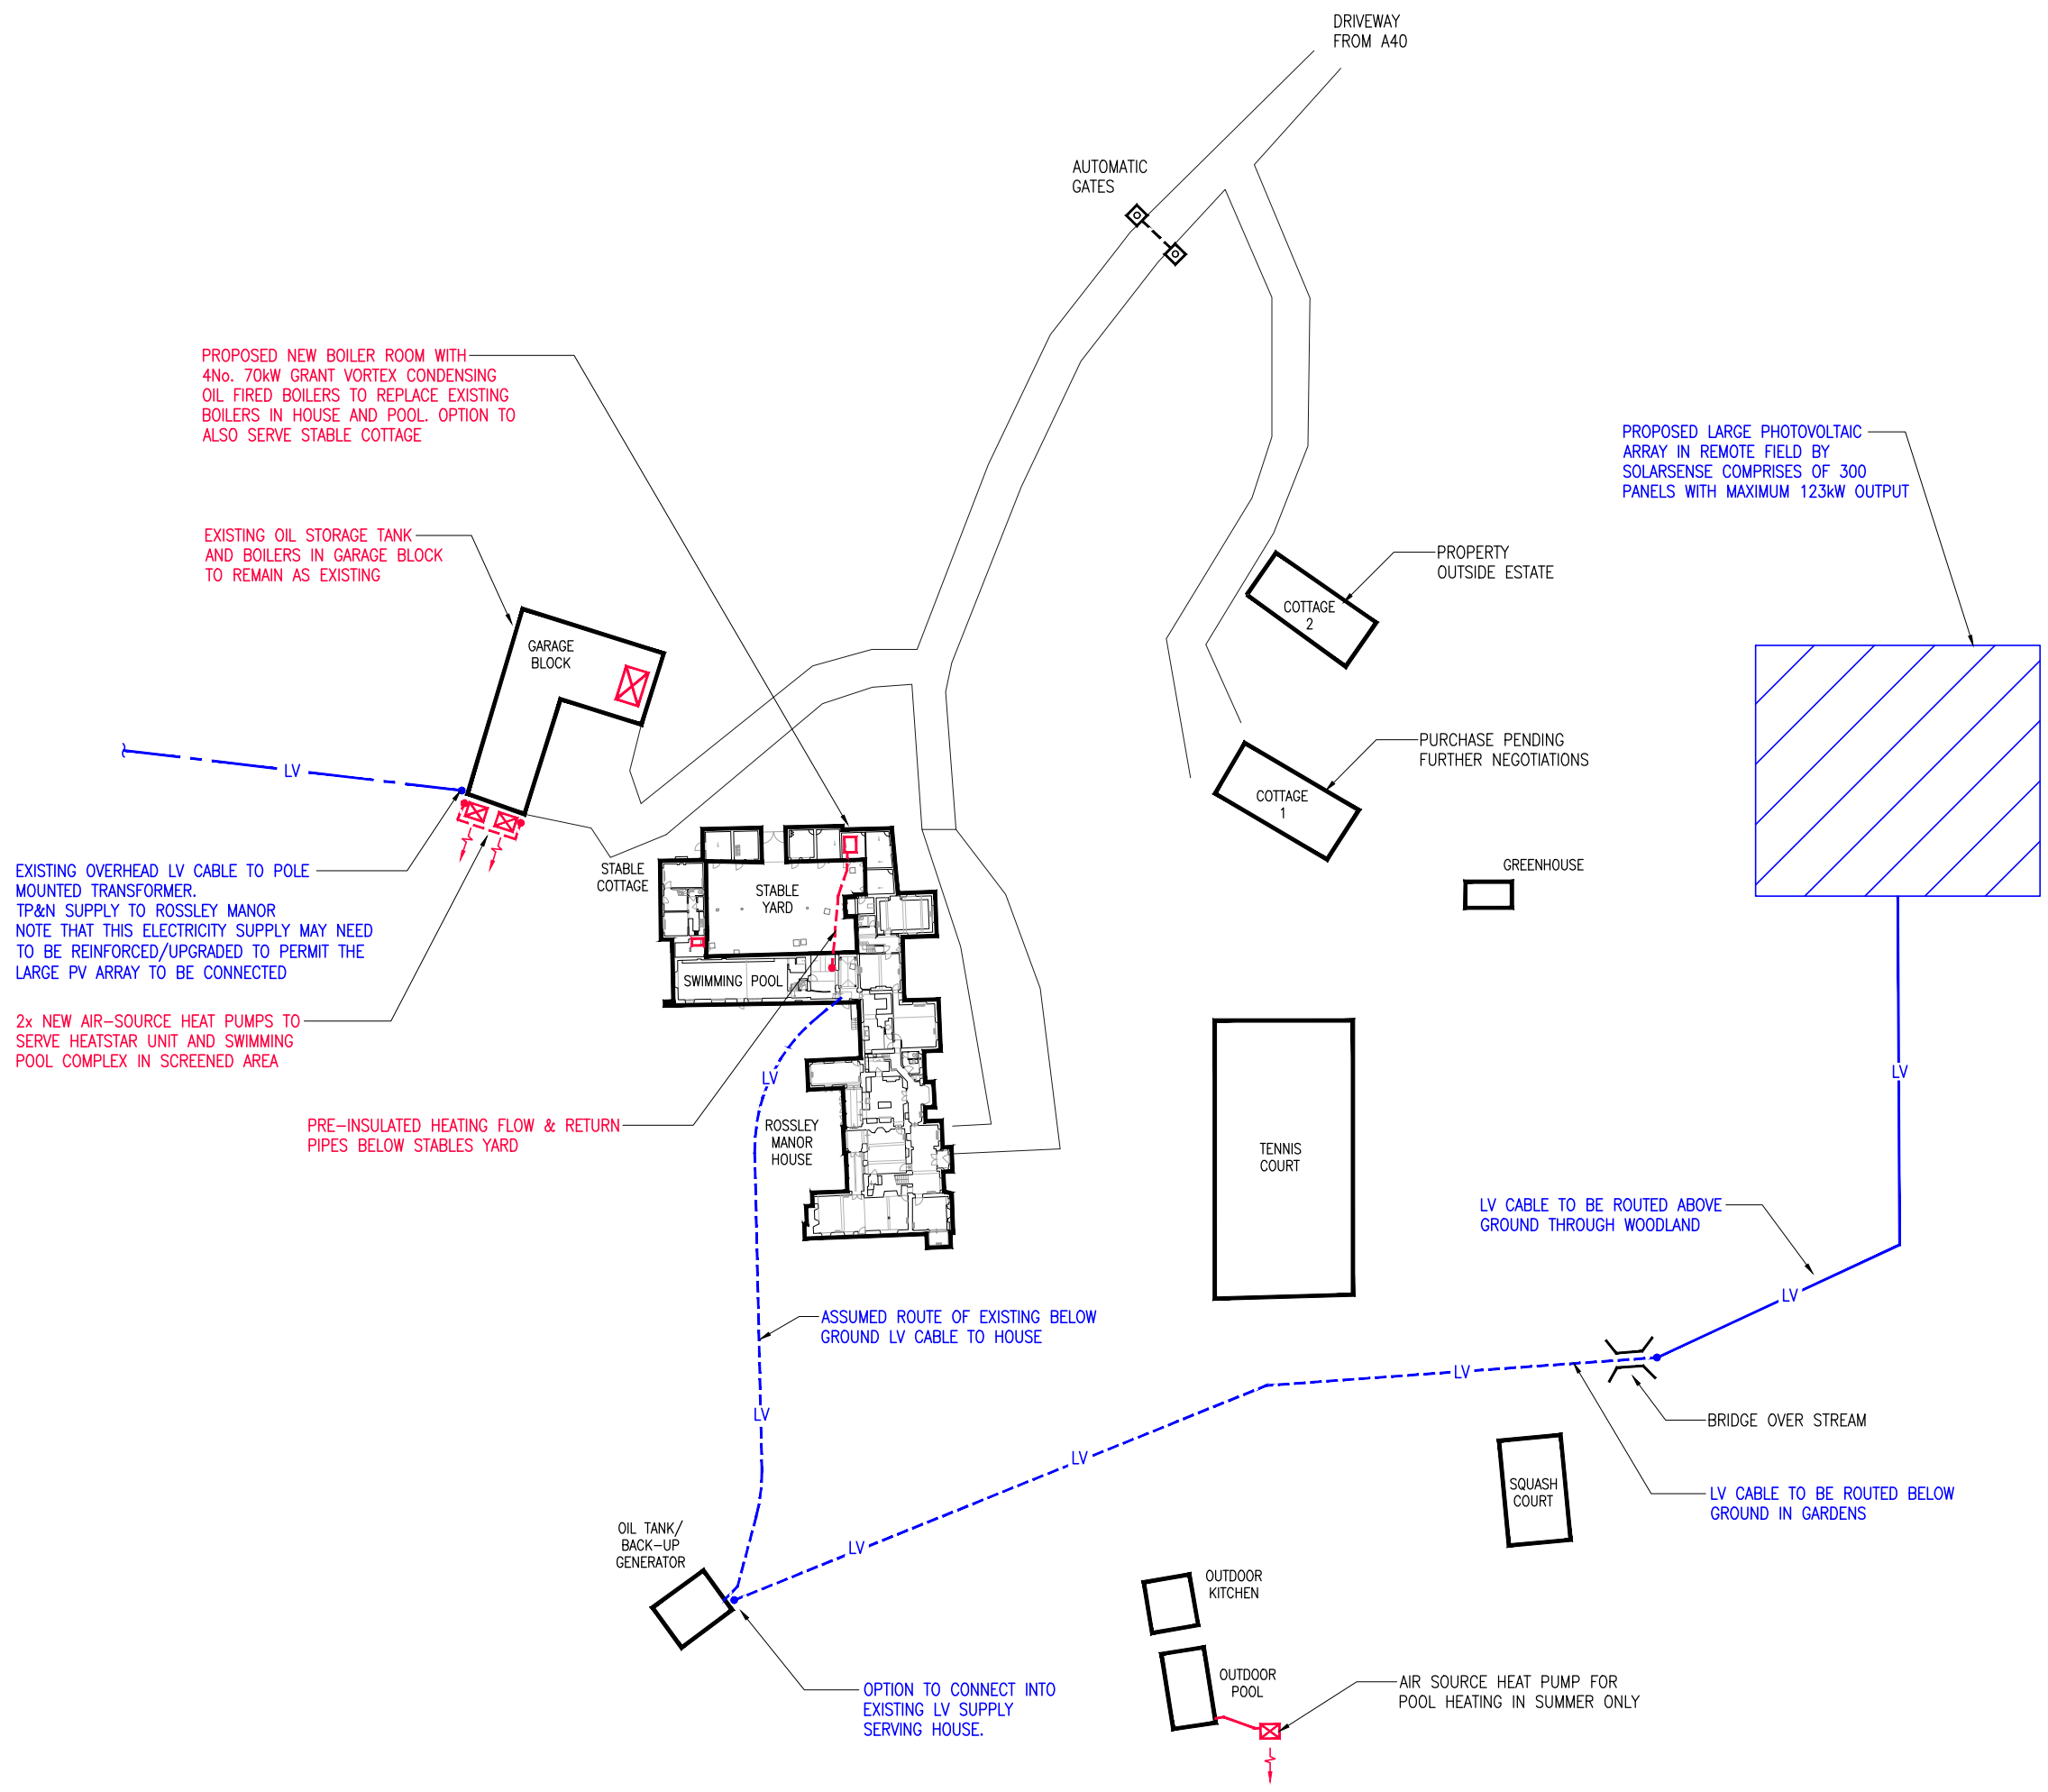 DRIVEWAY
FROM A40
AUTOMATIC
GATES
PROPOSED NEW BOILER ROOM WITH
4No. 70kW GRANT VORTEX CONDENSING
OIL FIRED BOILERS TO REPLACE EXISTING
BOILERS IN HOUSE AND POOL. OPTION TO
ALSO SERVE STABLE COTTAGE
PROPOSED LARGE PHOTOVOLTAIC
ARRAY IN REMOTE FIELD BY
SOLARSENSE COMPRISES OF 300
PANELS WITH MAXIMUM 123kW OUTPUT
EXISTING OIL STORAGE TANK
AND BOILERS IN GARAGE BLOCK
TO REMAIN AS EXISTING
PROPERTY
OUTSIDE ESTATE
COTTAGE
2
GARAGE
BLOCK
PURCHASE PENDING
FURTHER NEGOTIATIONS
LV
COTTAGE
1
EXISTING OVERHEAD LV CABLE TO POLE
MOUNTED TRANSFORMER.
TP&N SUPPLY TO ROSSLEY MANOR
NOTE THAT THIS ELECTRICITY SUPPLY MAY NEED
TO BE REINFORCED/UPGRADED TO PERMIT THE
LARGE PV ARRAY TO BE CONNECTED
STABLE
COTTAGE
STABLE
YARD
GREENHOUSE
SWIMMING POOL
2x NEW AIR-SOURCE HEAT PUMPS TO
SERVE HEATSTAR UNIT AND SWIMMING
POOL COMPLEX IN SCREENED AREA
LV
LV
PRE-INSULATED HEATING FLOW & RETURN
PIPES BELOW STABLES YARD
ROSSLEY
MANOR
HOUSE
TENNIS
COURT
LV CABLE TO BE ROUTED ABOVE
GROUND THROUGH WOODLAND
LV
ASSUMED ROUTE OF EXISTING BELOW
GROUND LV CABLE TO HOUSE
LV
LV
BRIDGE OVER STREAM
LV
SQUASH
COURT
LV CABLE TO BE ROUTED BELOW
GROUND IN GARDENS
OIL TANK/
BACK-UP
GENERATOR
LV
OUTDOOR
KITCHEN
OPTION TO CONNECT INTO
EXISTING LV SUPPLY
SERVING HOUSE.
OUTDOOR
POOL
AIR SOURCE HEAT PUMP FOR
POOL HEATING IN SUMMER ONLY